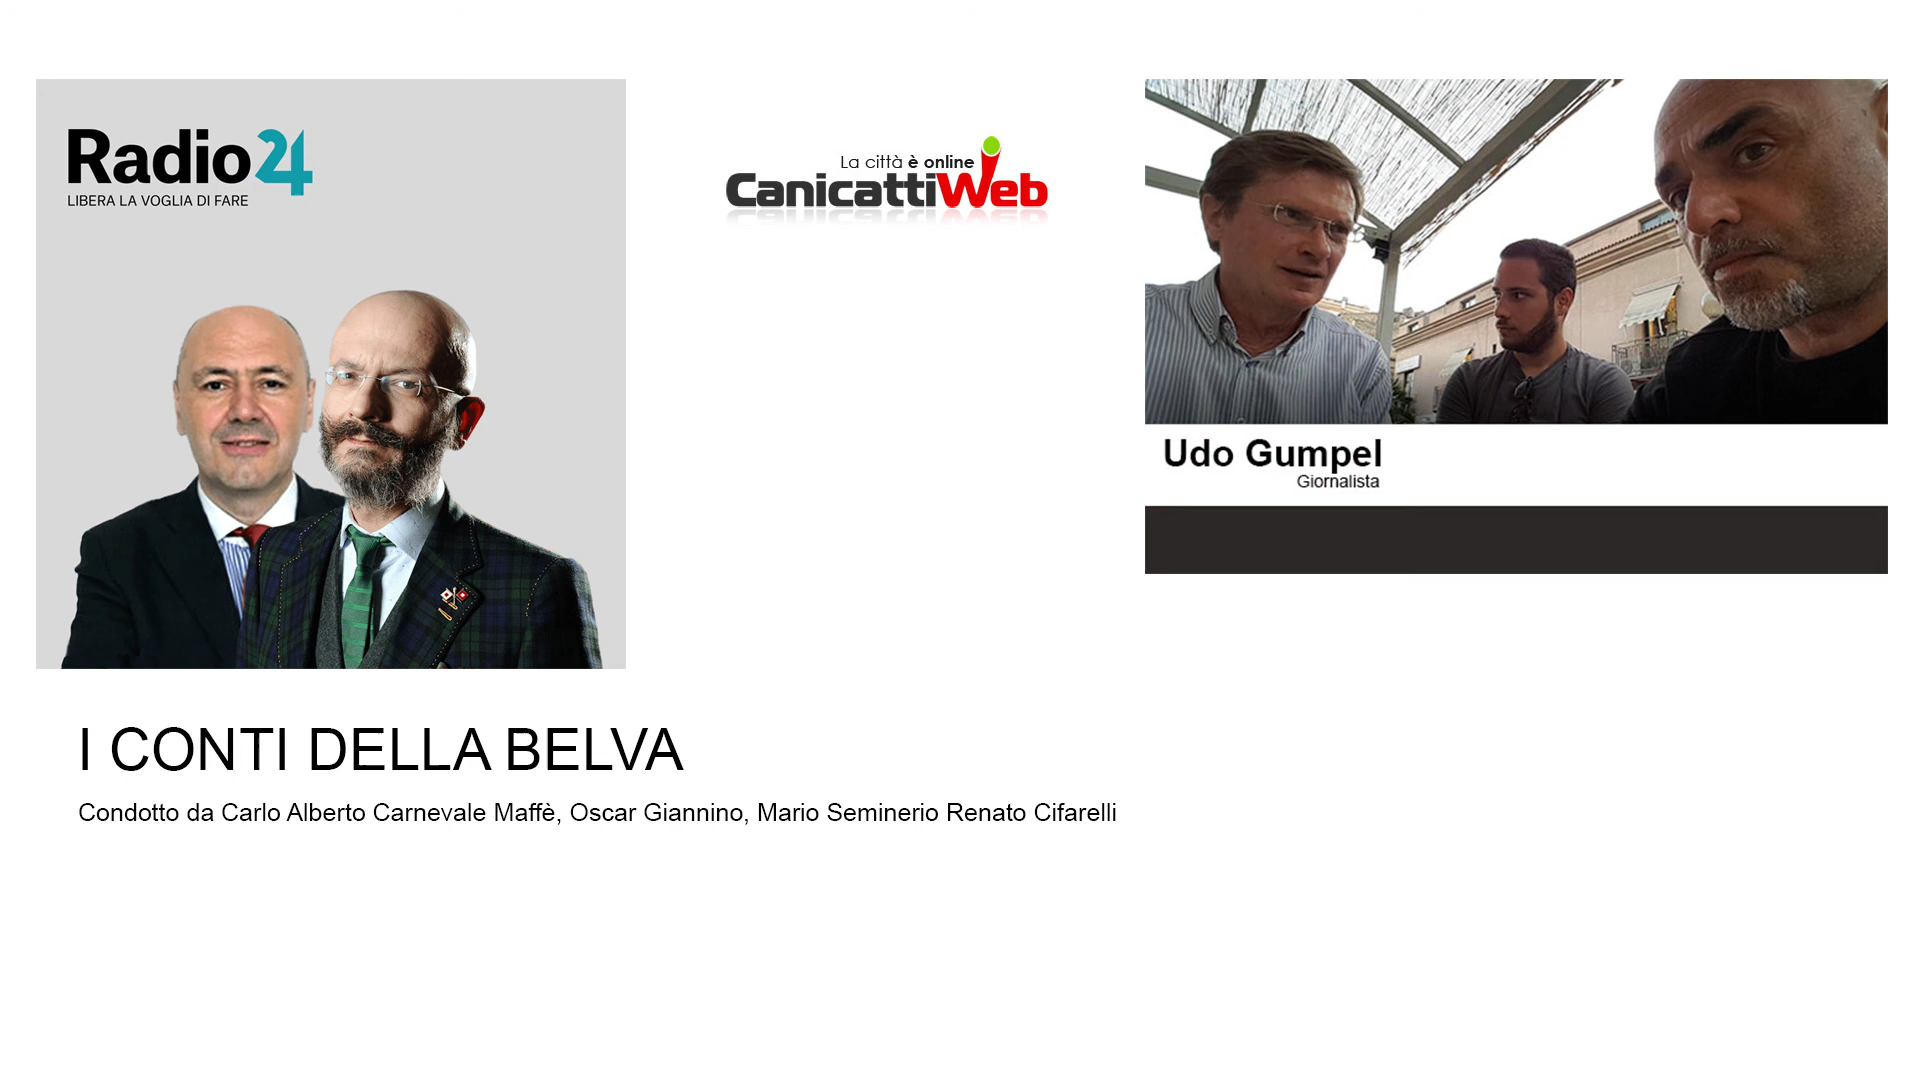 Radio24
LIBERA LA VOGLIA DI FARE
La città è online
CanicattiWeb
Udo Gumpel
Giornalista
I CONTI DELLA BELVA
Condotto da Carlo Alberto Carnevale Maffè, Oscar Giannino, Mario Seminerio Renato Cifarelli